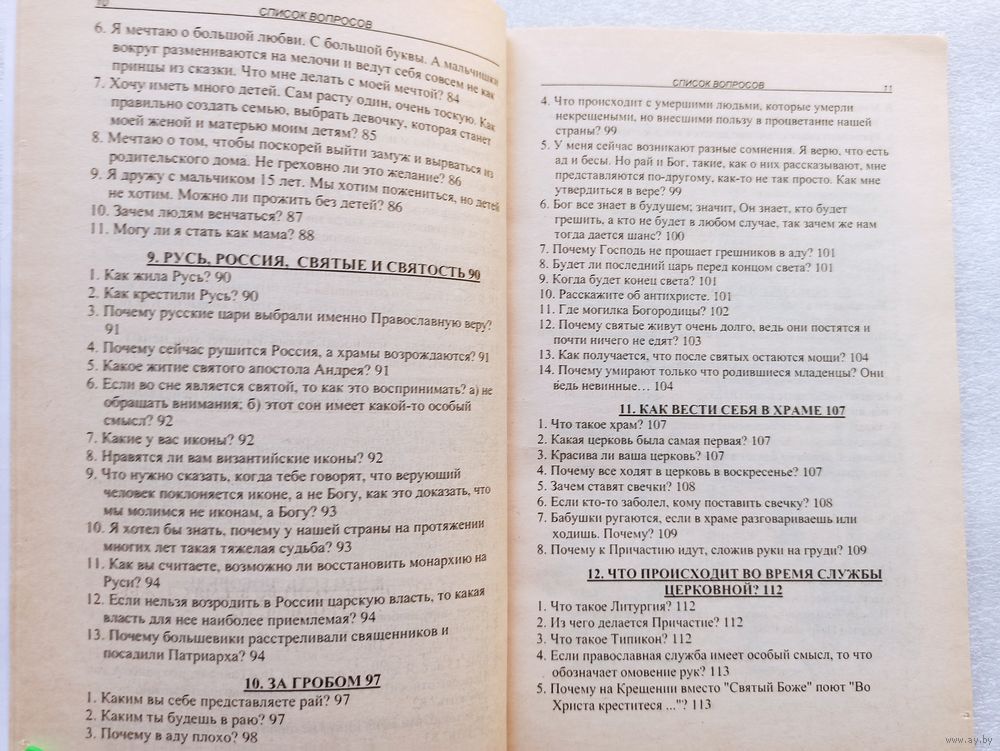 10
СПИСОК ВОПРОСОВ
6. Я мечтаю о большой любви. С большой буквы. А мальчишки
вокруг размениваются на мелочи и ведут себя совсем не как
принцы из сказки. Что мне делать с моей мечтой? 84
7. Хочу иметь много детей. Сам расту один, очень тоскую. Как
правильно создать семью, выбрать девочку, которая станет
моей женой и матерью моим детям? 85
8. Мечтаю о том, чтобы поскорей выйти замуж и вырваться из
родительского дома. Не греховно ли это желание? 86
9. Я дружу с мальчиком 15 лет. Мы хотим пожениться, но детей
не хотим. Можно ли прожить без детей? 86
10. Зачем людям венчаться? 87
11. Могу ли я стать как мама? 88
9. РУСЬ, РОССИЯ, СВЯТЫЕ И СВЯТОСТЬ 90
1. Как жила Русь? 90
2. Как крестили Русь? 90
3. Почему русские цари выбрали именно Православную веру?
91
4. Почему сейчас рушится Россия, а храмы возрождаются? 91
5. Какое житие святого апостола Андрея? 91
6. Если во сне является святой, то как это воспринимать? а) не
обращать внимания; б) этот сон имеет какой-то особый
смысл? 92
7. Какие у вас иконы? 92
8. Нравятся ли вам византийские иконы? 92
9. Что нужно сказать, когда тебе говорят, что верующий
человек поклоняется иконе, а не Богу, как это доказать, что
мы молимся не иконам, а Богу? 93
10. Я хотел бы знать, почему у нашей страны на протяжении
многих лет такая тяжелая судьба? 93
11. Как вы считаете, возможно ли восстановить монархию на
Руси? 94
12. Если нельзя возродить в России царскую власть, то какая
власть для нее наиболее приемлемая? 94
13. Почему большевики расстреливали священников и
посадили Патриарха? 94
10. ЗА ГРОБОМ 97
1. Каким вы себе представляете рай? 97
2. Каким ты будешь в раю? 97
3. Почему в аду плохо? 98
СПИСОК ВОПРОСОВ
11
4. Что происходит с умершими людьми, которые умерли
некрещеными, но внесшими пользу в процветание нашей
страны? 99
5. У меня сейчас возникают разные сомнения. Я верю, что есть
ад и бесы. Но рай и Бог. такие, как о них рассказывают, мне
представляются по-другому, как-то не так просто. Как мне
утвердиться в вере? 99
6. Бог все знает в будущем; значит, Он знает, кто будет
грешить, а кто не будет в любом случае, так зачем же нам
тогда дается шанс? 100
7. Почему Господь не прощает грешников в аду? 101
8. Будет ли последний царь перед концом света? 101
9. Когда будет конец света? 101
10. Расскажите об антихристе. 101
11. Где могилка Богородицы? 102
12. Почему святые живут очень долго, ведь они постятся и
почти ничего не едят? 103
13. Как получается, что после святых остаются мощи? 104
14. Почему умирают только что родившиеся младенцы? Они
ведь невинные... 104
11. КАК ВЕСТИ СЕБЯ В ХРАМЕ 107
1. Что такое храм? 107
2. Какая церковь была самая первая? 107
3. Красива ли ваша церковь? 107
4. Почему все ходят в церковь в воскресенье? 107
5. Зачем ставят свечки? 108
6. Если кто-то заболел, кому поставить свечку? 108
7. Бабушки ругаются, если в храме разговариваешь или
ходишь. Почему? 109
8. Почему к Причастию идут, сложив руки на груди? 109
12. ЧТО ПРОИСХОДИТ ВО ВРЕМЯ СЛУЖБЫ
ЦЕРКОВНОЙ? 112
1. Что такое Литургия? 112
2. Из чего делается Причастие? 112
3. Что такое Типикон? 112
4. Если православная служба имеет особый смысл, то что
обозначает омовение рук? 113
5. Почему на Крещении вместо "Святый Боже" поют "Во
Христа креститеся ..."? 113
www.ay.by